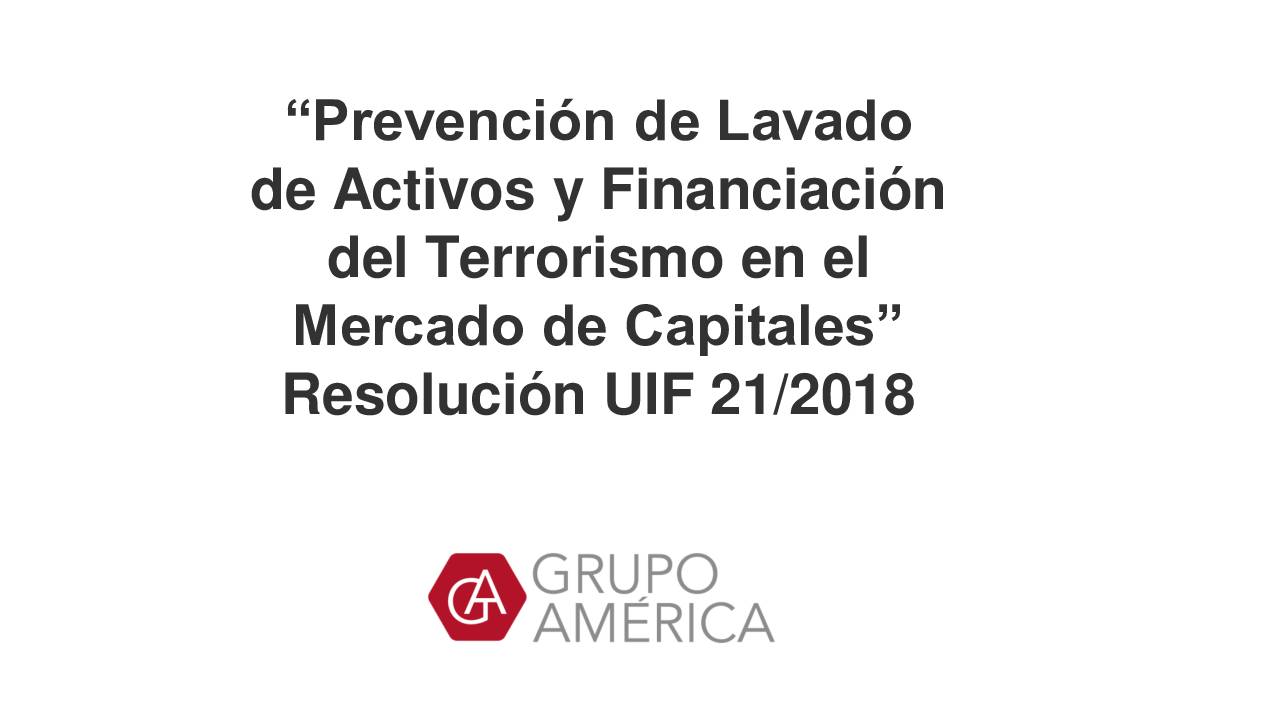 “Prevención de Lavado
de Activos y Financiación
del Terrorismo en el
Mercado de Capitales”
Resolución UIF 21/2018
GA GRUPO
AMÉRICA